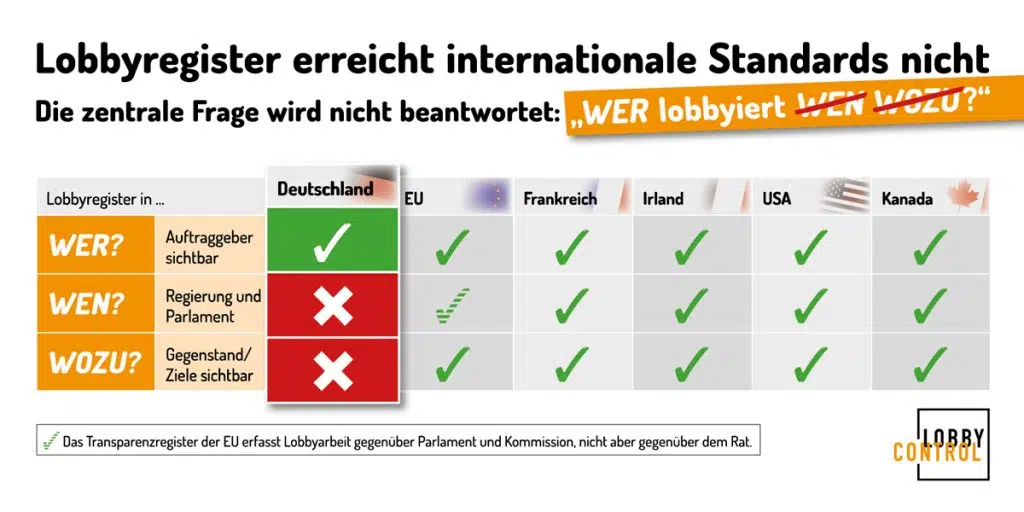 Lobbyregister erreicht internationale Standards nicht
Die zentrale Frage wird nicht beantwortet: „WER lobbyiert WEN WOZU?“
Lobbyregister in ... Deutschland EU Frankreich Irland USA Kanada
WER? Auftraggeber
sichtbar
WEN? Regierung und
Parlament
WOZU? Gegenstand/
Ziele sichtbar
Das Transparenzregister der EU erfasst Lobbyarbeit gegenüber Parlament und Kommission, nicht aber gegenüber dem Rat.
LOBBY
CONTROL